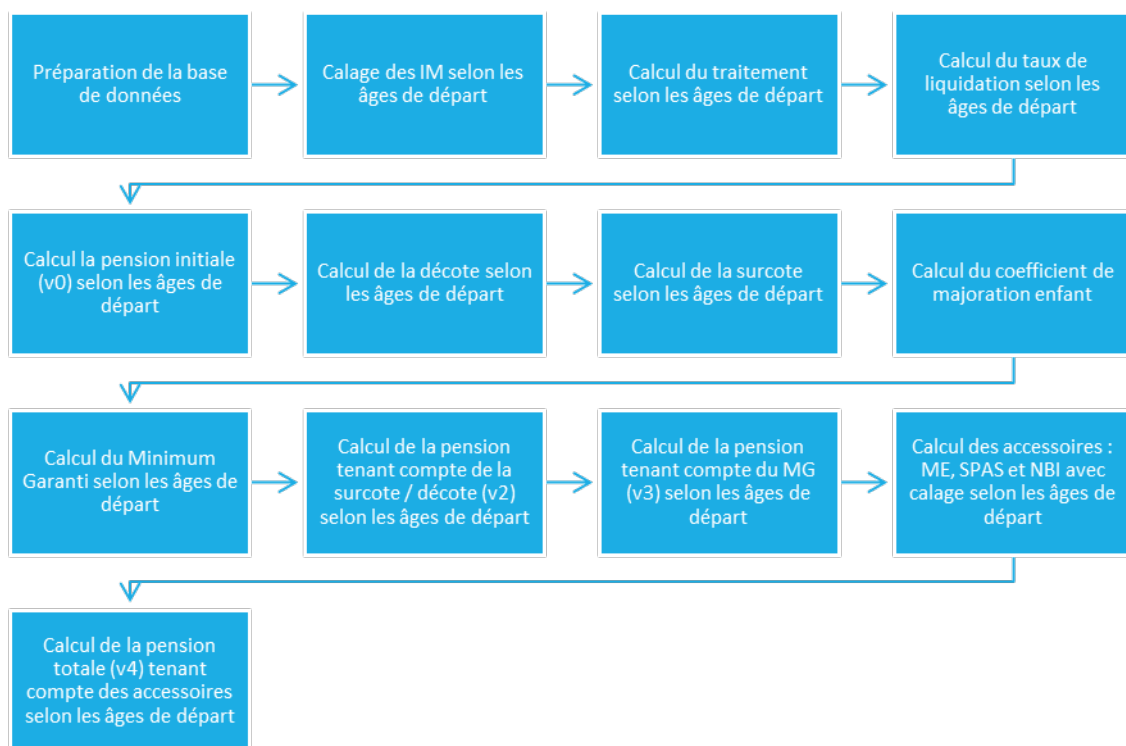 Préparation de la base
de données
Calage des IM selon les
âges de départ
Calcul du traitement
selon les âges de départ
Calcul du taux de
liquidation selon les
âges de départ
Calcul la pension initiale
(v0) selon les âges de
départ
Calcul de la décote selon
les âges de départ
Calcul de la surcote
selon les âges de départ
Calcul du coefficient de
majoration enfant
Calcul du Minimum
Garanti selon les âges de
départ
Calcul de la pension
tenant compte de la
surcote / décote (v2)
selon les âges de départ
Calcul de la pension
tenant compte du MG
(v3) selon les âges de
départ
Calcul des accessoires :
ME, SPAS et NBI avec
calage selon les âges de
départ
Calcul de la pension
totale (v4) tenant
compte des accessoires
selon les âges de départ